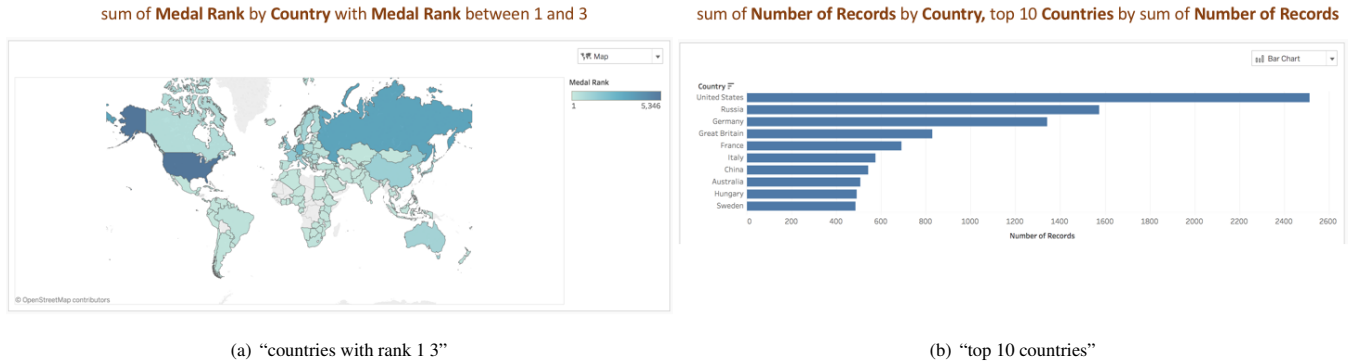 sum of Medal Rank by Country with Medal Rank between 1 and 3
Map
Medal Rank
1 5,346
© OpenStreetMap contributors
(a) “countries with rank 1 3”
sum of Number of Records by Country, top 10 Countries by sum of Number of Records
Bar Chart
Country
United States
Russia
Germany
Great Britain
France
Italy
China
Australia
Hungary
Sweden
0 200 400 600 800 1000 1200 1400 1600 1800 2000 2200 2400 2600
Number of Records
(b) “top 10 countries”